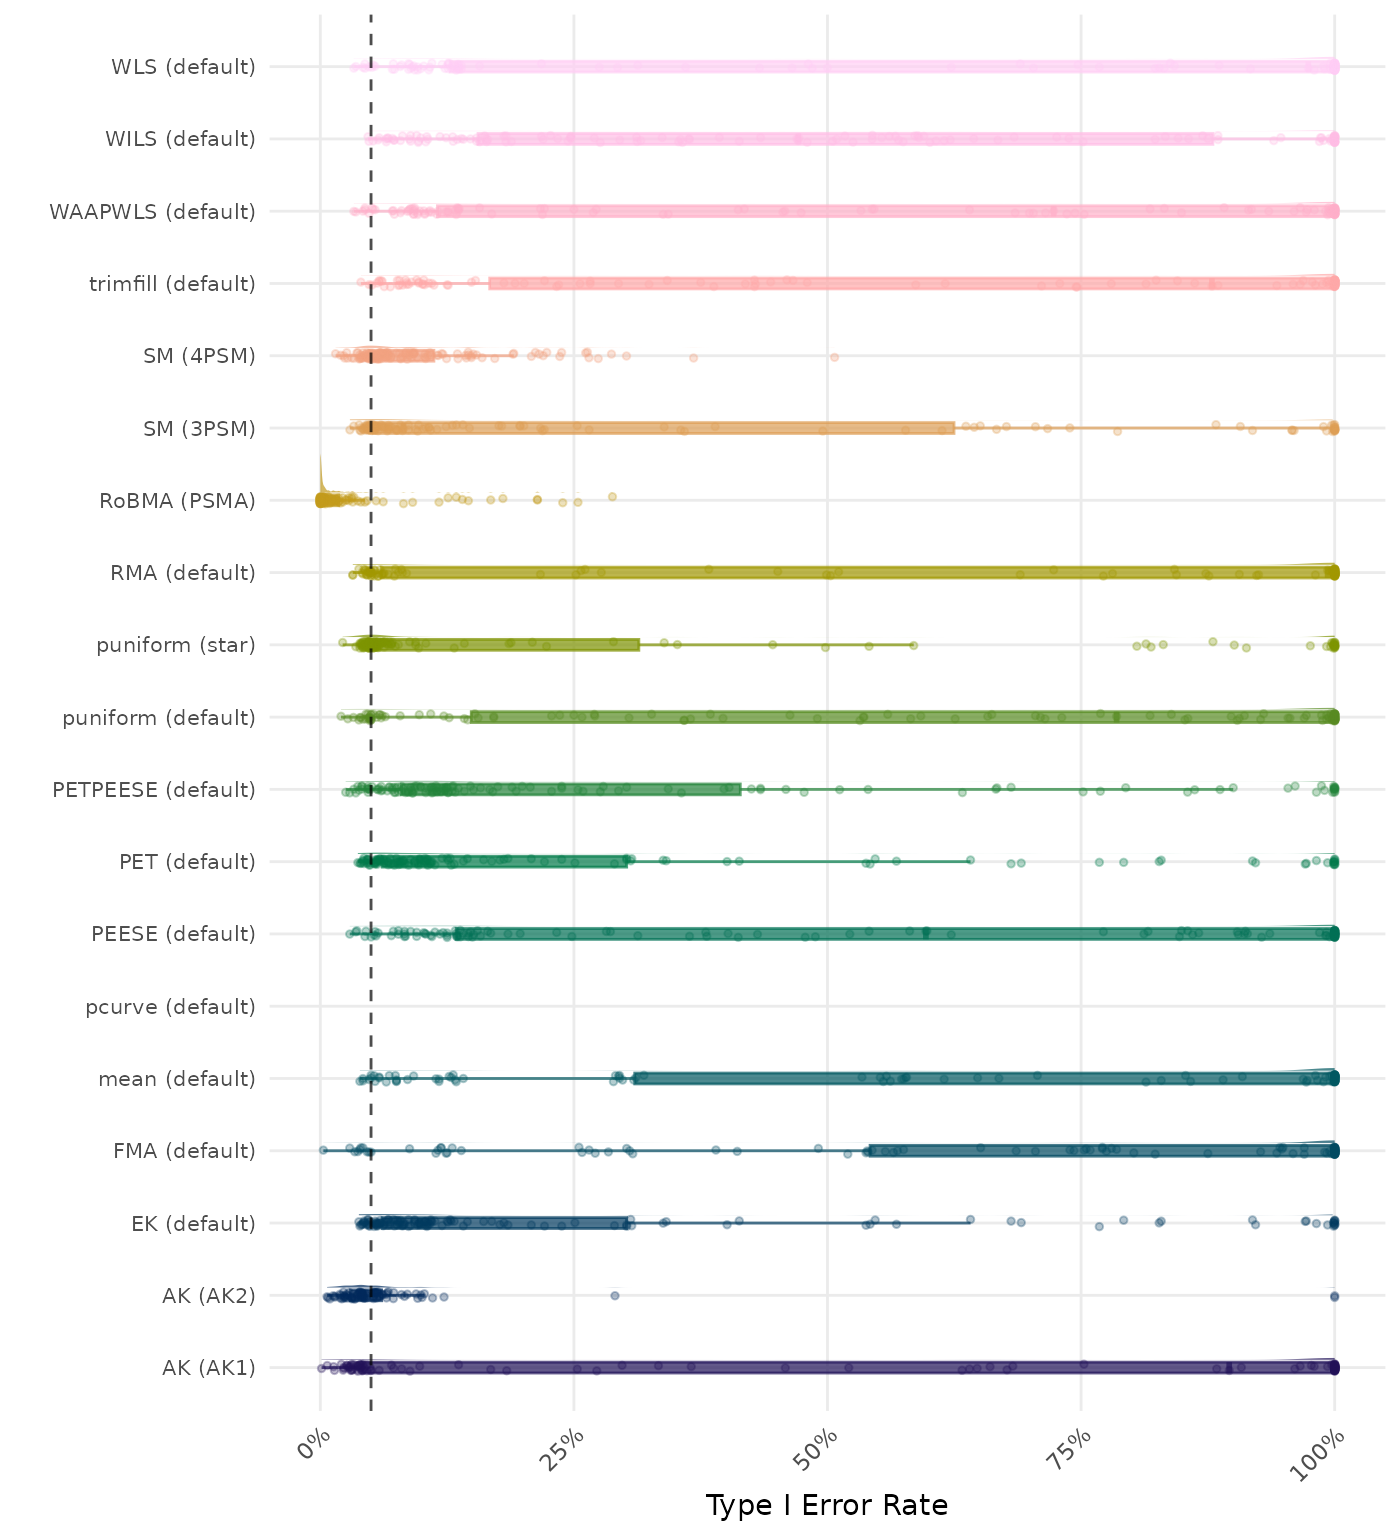 WLS (default)
WILS (default)
WAAPWLS (default)
trimfill (default)
SM (4PSM)
SM (3PSM)
RoBMA (PSMA)
RMA (default)
puniform (star)
puniform (default)
PETPEESE (default)
PET (default)
PEESE (default)
pcurve (default)
mean (default)
FMA (default)
EK (default)
AK (AK2)
AK (AK1)
0% 25% 50% 75% 100%
Type I Error Rate